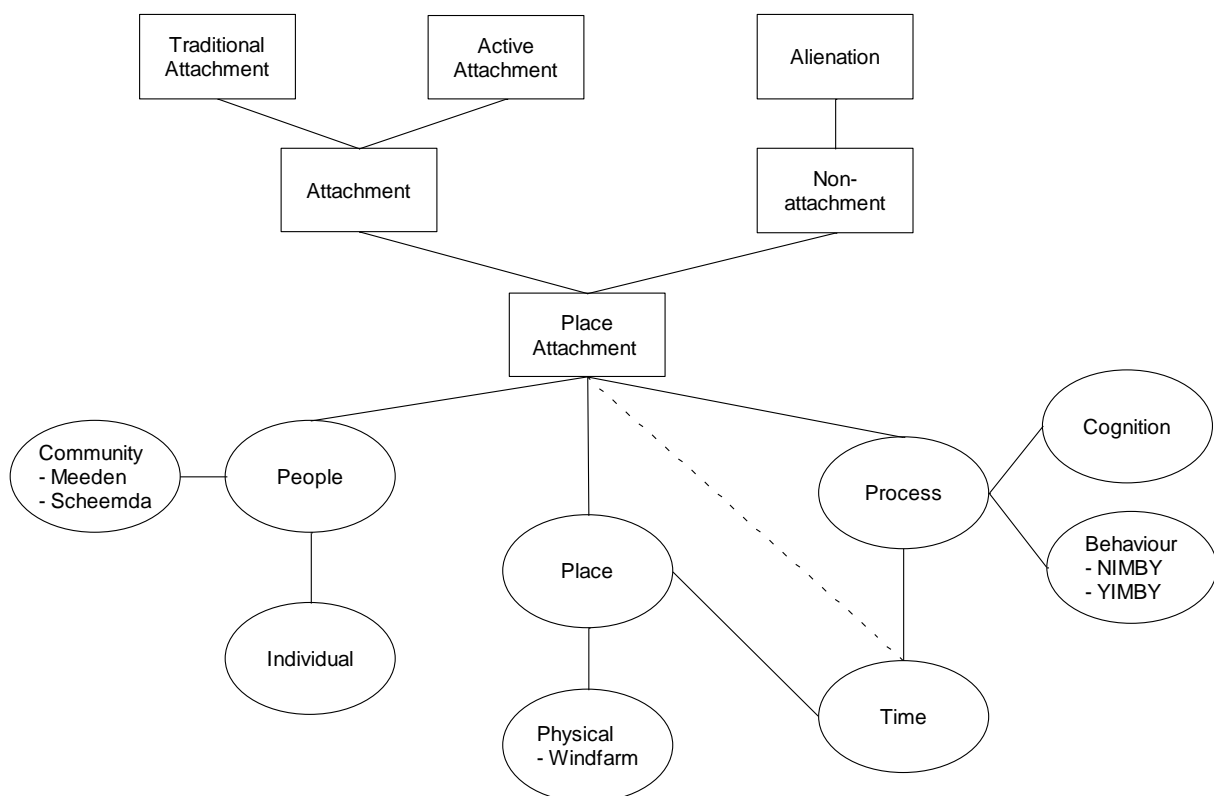 Traditional
Attachment
Active
Attachment
Alienation
Attachment
Non-
attachment
Place
Attachment
Community
- Meeden
- Scheemda
People
Process
Cognition
Behaviour
- NIMBY
- YIMBY
Place
Individual
Physical
- Windfarm
Time